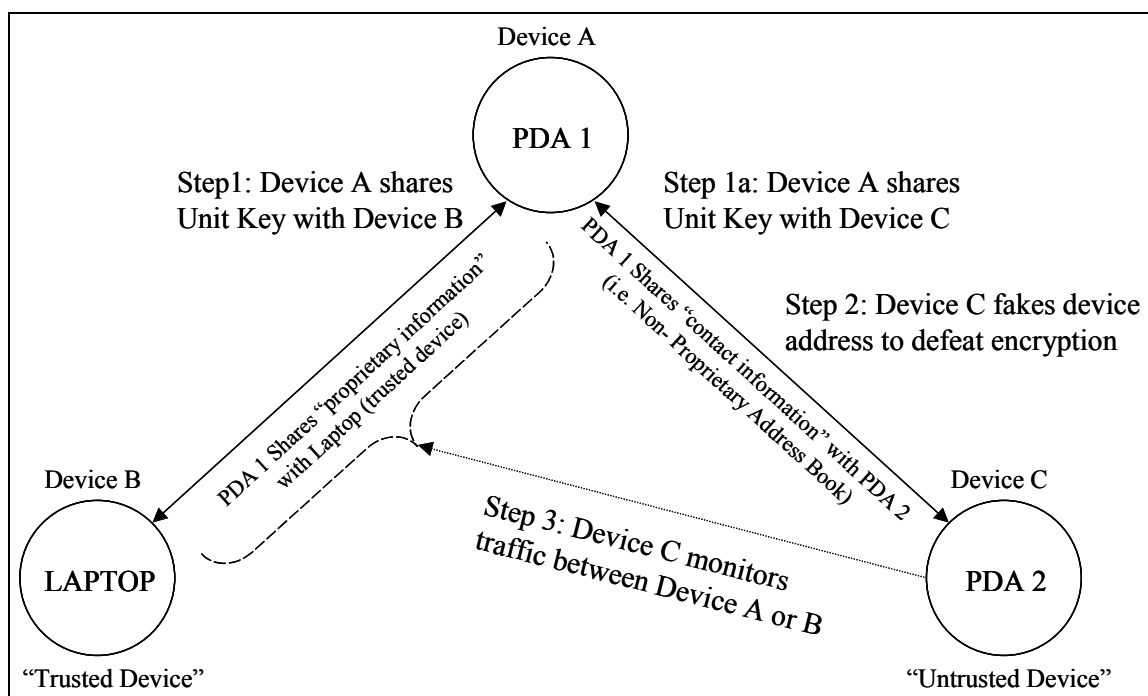 Device A
PDA 1
Step1: Device A shares
Unit Key with Device B
Step 1a: Device A shares
Unit Key with Device C
PDA 1 Shares “proprietary information”
with Laptop (trusted device)
PDA 1 Shares “contact information” with PDA 2
(i.e. Non- Proprietary Address Book)
Step 2: Device C fakes device
address to defeat encryption
Device B
LAPTOP
“Trusted Device”
Step 3: Device C monitors
traffic between Device A or B
Device C
PDA 2
“Untrusted Device”